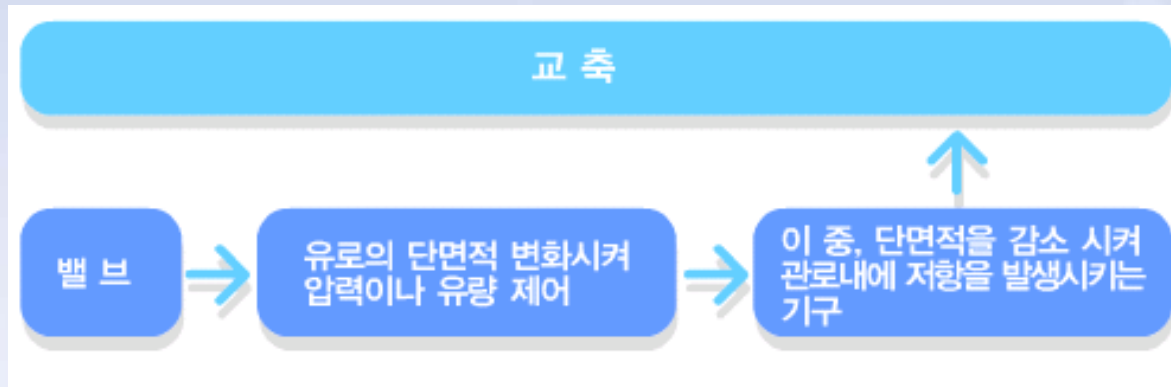 교 축
밸 브
유로의 단면적 변화시켜
압력이나 유량 제어
이 중, 단면적을 감소 시켜
관로내에 저항을 발생시키는
기구